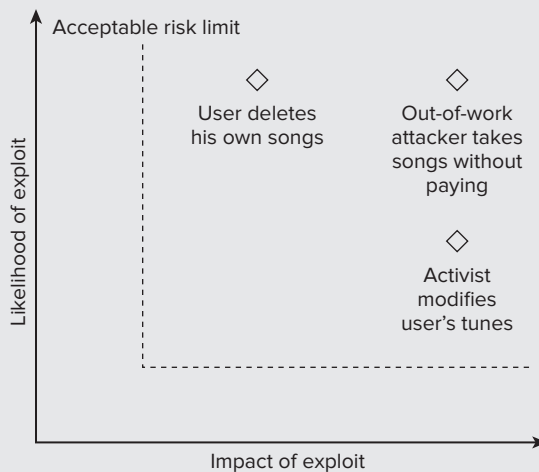 Acceptable risk limit
User deletes
his own songs
Out-of-work
attacker takes
songs without
paying
Activist
modifies
user's tunes
Likelihood of exploit
Impact of exploit